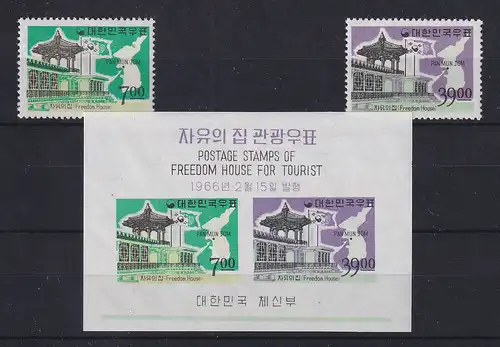 대한민국우표
PAN MUN JOM
7.00
자유의집 (Freedom House)
대한민국우표
PAN MUN JOM
39.00
자유의집 (Freedom House)
자유의 집 관광우표
POSTAGE STAMPS OF
FREEDOM HOUSE FOR TOURIST
1966년 2월 15일 발행
대한민국우표
PAN MUN JOM
7.00
자유의집 (Freedom House)
대한민국우표
PAN MUN JOM
39.00
자유의집 (Freedom House)
대한민국 체신부